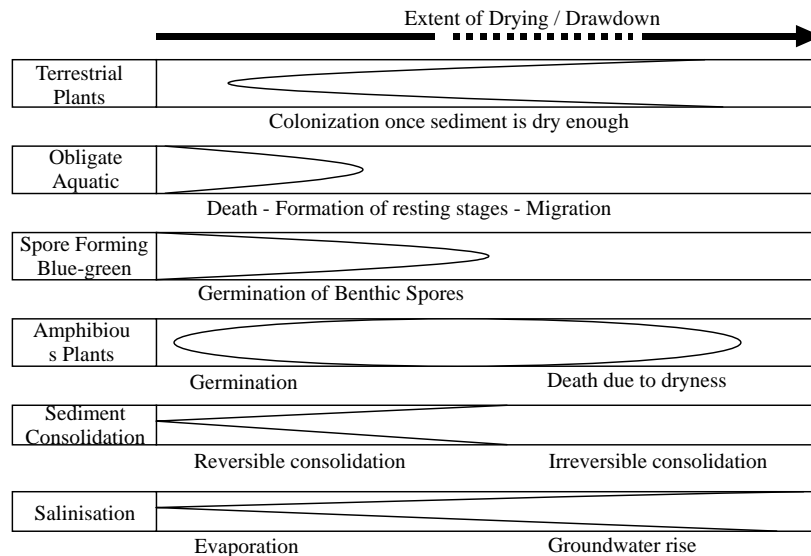 Extent of Drying / Drawdown
Terrestrial
Plants
Colonization once sediment is dry enough
Obligate
Aquatic
Death - Formation of resting stages - Migration
Spore Forming
Blue-green
Germination of Benthic Spores
Amphibiou
s Plants
Germination Death due to dryness
Sediment
Consolidation
Reversible consolidation Irreversible consolidation
Salinisation
Evaporation Groundwater rise